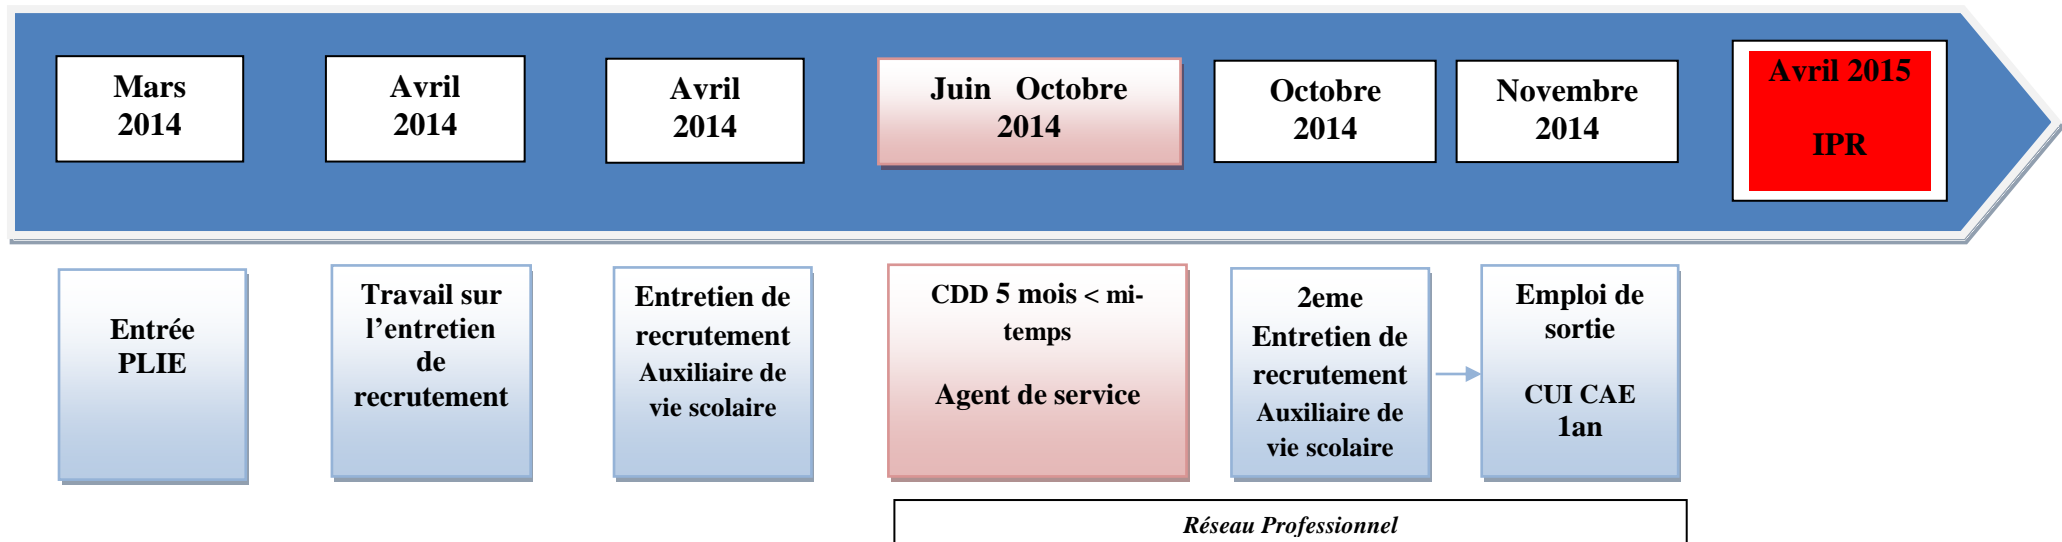 Mars
2014
Avril
2014
Avril
2014
Juin   Octobre
2014
Octobre
2014
Novembre
2014
Avril 2015
IPR
Entrée
PLIE
Travail sur
l’entretien
de
recrutement
Entretien de
recrutement
Auxiliaire de
vie scolaire
CDD 5 mois < mi-
temps
Agent de service
2eme
Entretien de
recrutement
Auxiliaire de
vie scolaire
Emploi de
sortie
CUI CAE
1an
Réseau Professionnel